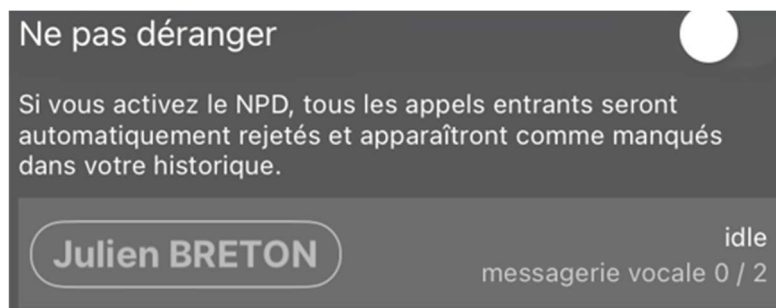 Ne pas déranger
Si vous activez le NPD, tous les appels entrants seront
automatiquement rejetés et apparaîtront comme manqués
dans votre historique.
Julien BRETON
idle
messagerie vocale 0 / 2